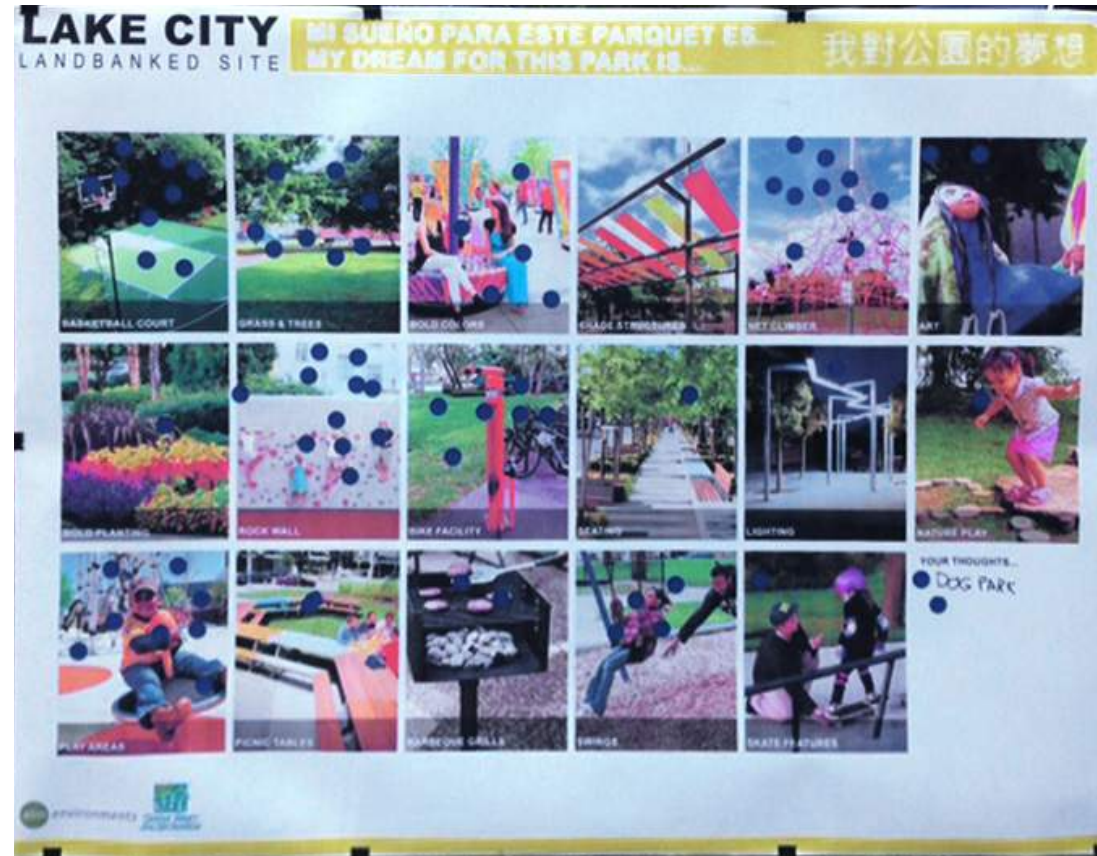 LAKE CITY
LANDBANKED SITE
MI SUEÑO PARA ESTE PARQUET ES...
MY DREAM FOR THIS PARK IS...
我對公園的夢想
BASKETBALL COURT
GRASS & TREES
BOLD COLORS
SHADE STRUCTURES
NET CLIMBER
ART
BOLD PLANTING
ROCK WALL
BIKE FACILITY
SEATING
LIGHTING
NATURE PLAY
PLAY AREAS
PICNIC TABLES
BARBEQUE GRILLS
SWINGS
SKATE FEATURES
YOUR THOUGHTS...
DOG PARK
environments